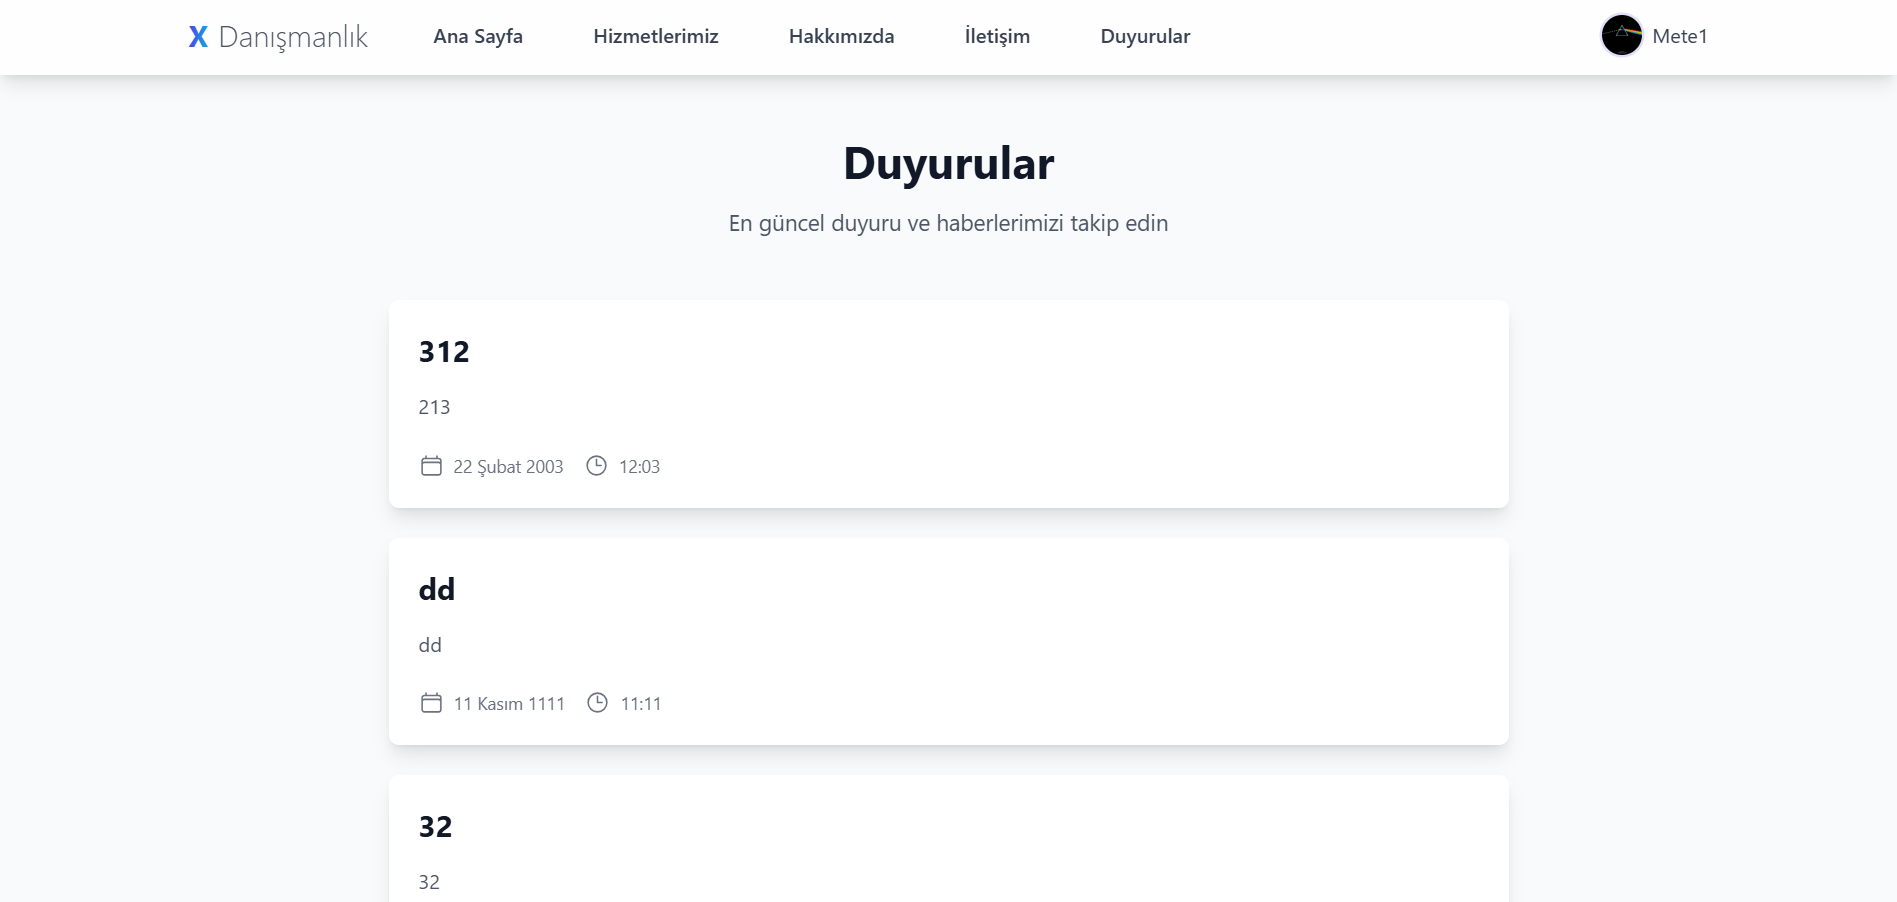 X Danışmanlık Ana Sayfa Hizmetlerimiz Hakkımızda İletişim Duyurular Mete1
Duyurular
En güncel duyuru ve haberlerimizi takip edin
312
213
22 Şubat 2003 12:03
dd
dd
11 Kasım 1111 11:11
32
32